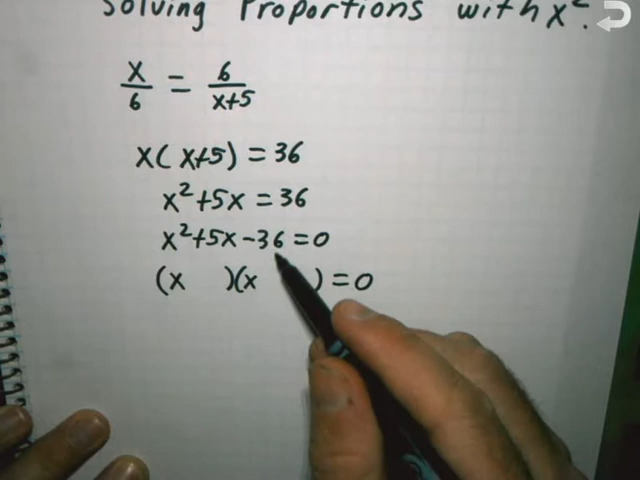 Solving Proportions with x².
x/6 = 6/(x+5)
x(x+5) = 36
x²+5x = 36
x²+5x-36=0
(x )(x ) = 0